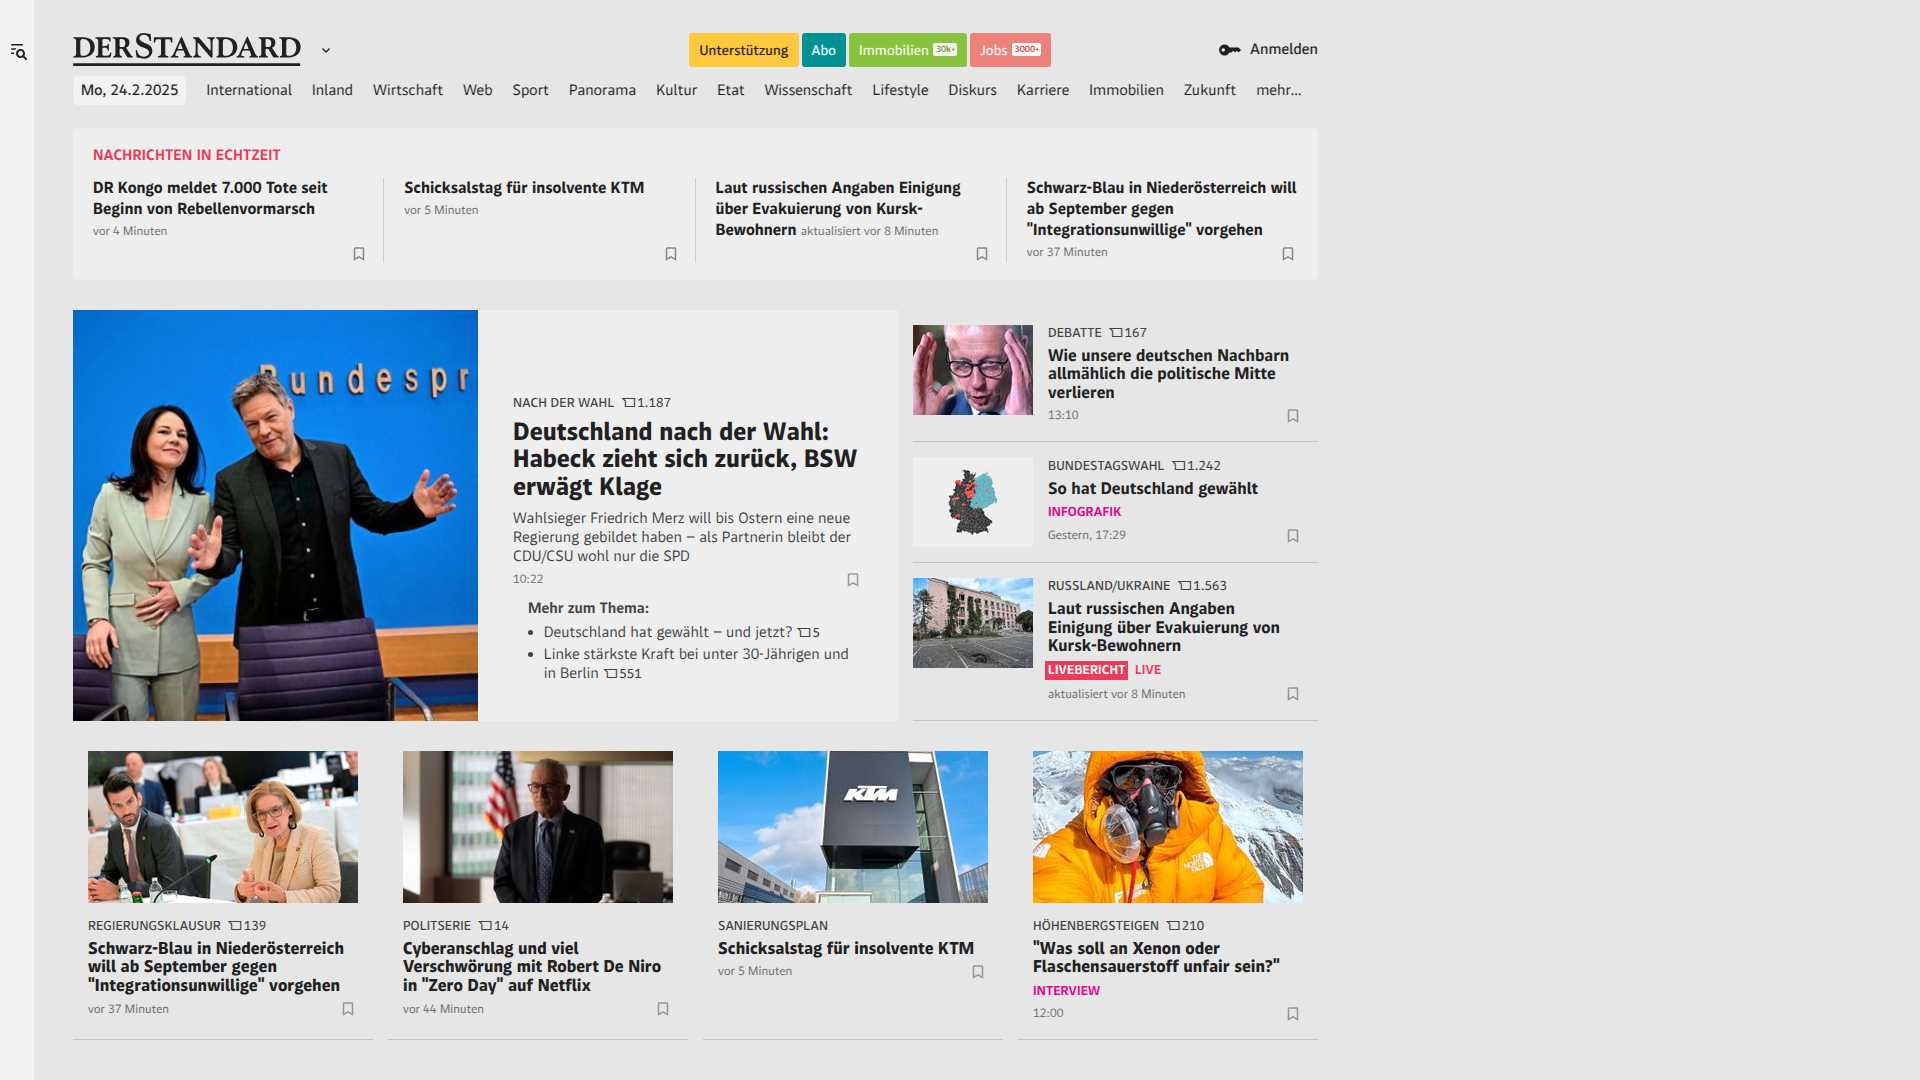 DERSTANDARD
Unterstützung Abo Immobilien 30k+ Jobs 3000+
Anmelden
Mo, 24.2.2025 International Inland Wirtschaft Web Sport Panorama Kultur Etat Wissenschaft Lifestyle Diskurs Karriere Immobilien Zukunft mehr...
NACHRICHTEN IN ECHTZEIT
DR Kongo meldet 7.000 Tote seit
Beginn von Rebellenvormarsch
vor 4 Minuten
Schicksalstag für insolvente KTM
vor 5 Minuten
Laut russischen Angaben Einigung
über Evakuierung von Kursk-
Bewohnern aktualisiert vor 8 Minuten
Schwarz-Blau in Niederösterreich will
ab September gegen
"Integrationsunwillige" vorgehen
vor 37 Minuten
Bundespr
NACH DER WAHL 1.187
Deutschland nach der Wahl:
Habeck zieht sich zurück, BSW
erwägt Klage
Wahlsieger Friedrich Merz will bis Ostern eine neue
Regierung gebildet haben – als Partnerin bleibt der
CDU/CSU wohl nur die SPD
10:22
Mehr zum Thema:
• Deutschland hat gewählt – und jetzt? 5
• Linke stärkste Kraft bei unter 30-Jährigen und
in Berlin 551
DEBATTE 167
Wie unsere deutschen Nachbarn
allmählich die politische Mitte
verlieren
13:10
BUNDESTAGSWAHL 1.242
So hat Deutschland gewählt
INFOGRAFIK
Gestern, 17:29
RUSSLAND/UKRAINE 1.563
Laut russischen Angaben
Einigung über Evakuierung von
Kursk-Bewohnern
LIVEBERICHT LIVE
aktualisiert vor 8 Minuten
REGIERUNGSKLAUSUR 139
Schwarz-Blau in Niederösterreich
will ab September gegen
"Integrationsunwillige" vorgehen
vor 37 Minuten
POLITSERIE 14
Cyberanschlag und viel
Verschwörung mit Robert De Niro
in "Zero Day" auf Netflix
vor 44 Minuten
KTM
SANIERUNGSPLAN
Schicksalstag für insolvente KTM
vor 5 Minuten
THE
NORTH
FACE
HÖHENBERGSTEIGEN 210
"Was soll an Xenon oder
Flaschensauerstoff unfair sein?"
INTERVIEW
12:00